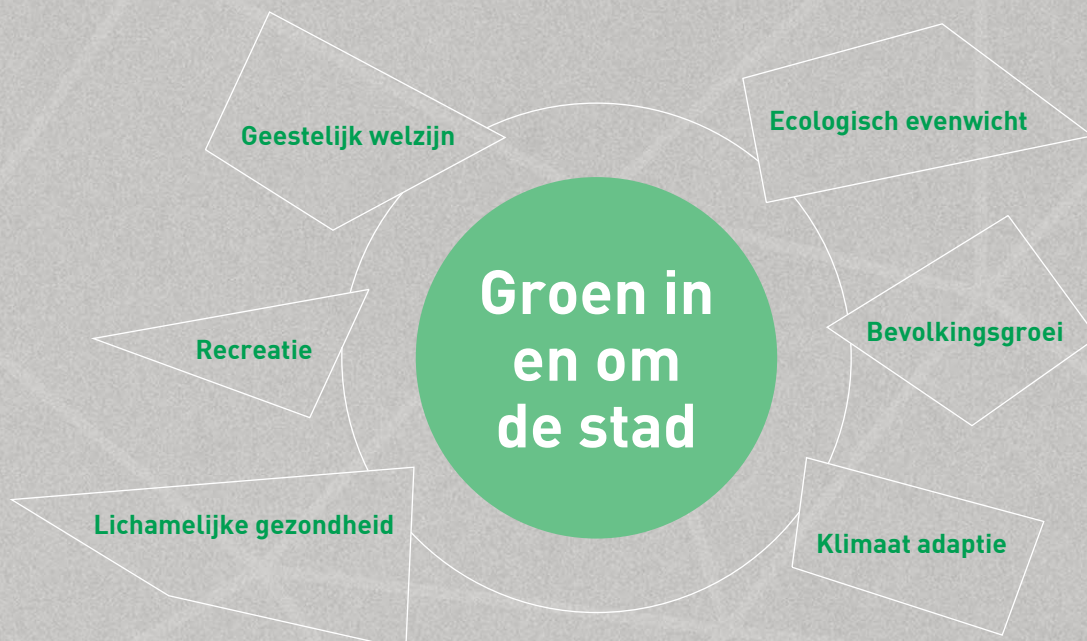 Geestelijk welzijn
Ecologisch evenwicht
Groen in
en om
de stad
Recreatie
Bevolkingsgroei
Lichamelijke gezondheid
Klimaat adaptie